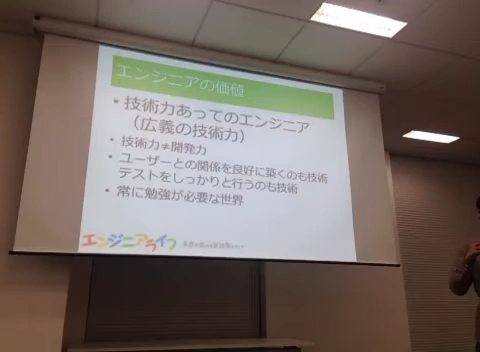 エンジニアの価値
• 技術力あってのエンジニア
（広義の技術力）
• 技術力≠開発力
• ユーザーとの関係を良好に築くのも技術
テストをしっかりと行うのも技術
• 常に勉強が必要な世界
エンジニアライフ